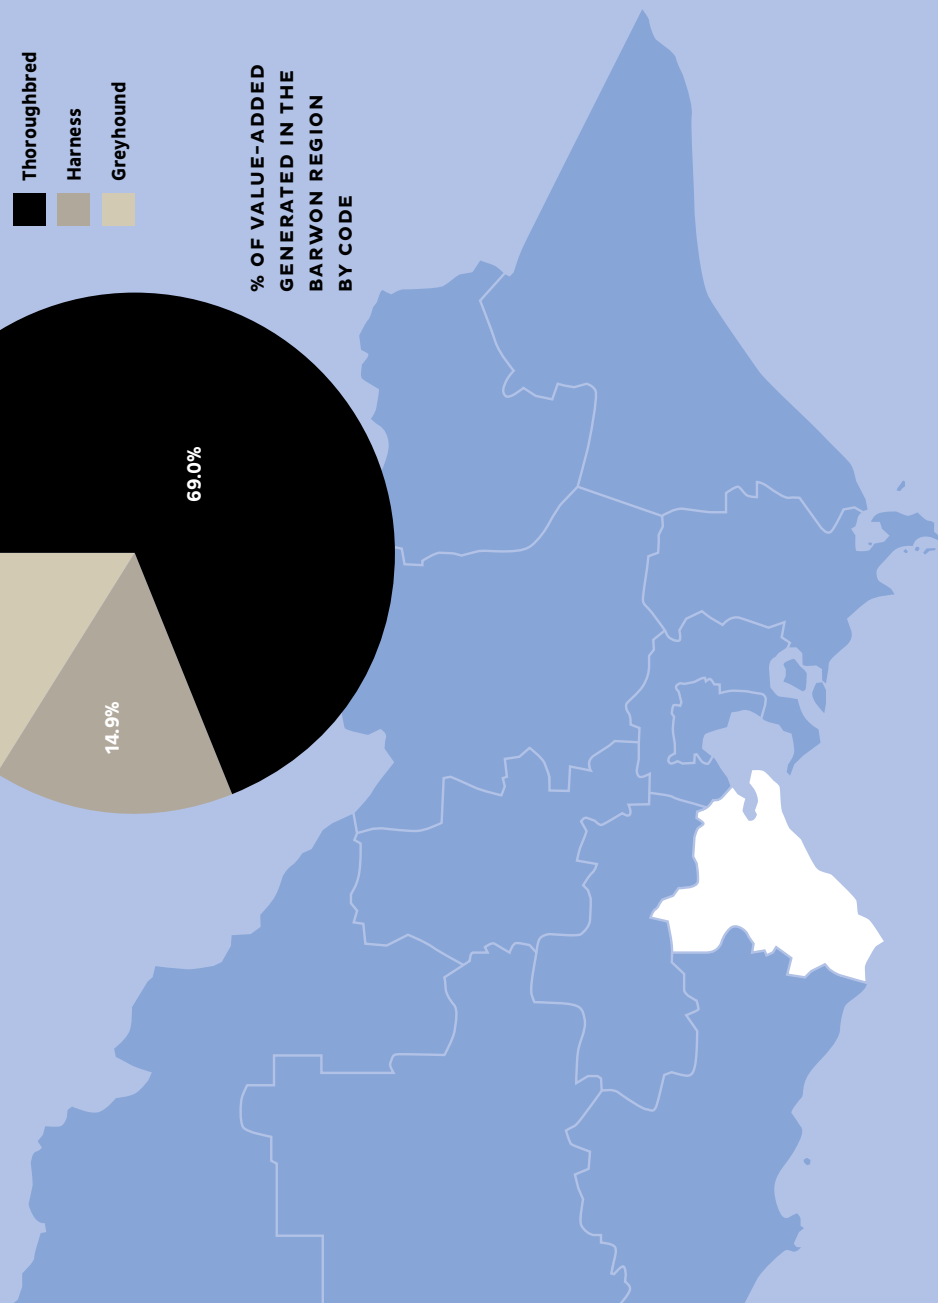 Thoroughbred
Harness
Greyhound
% OF VALUE-ADDED
GENERATED IN THE
BARWON REGION
BY CODE
69.0%
14.9%